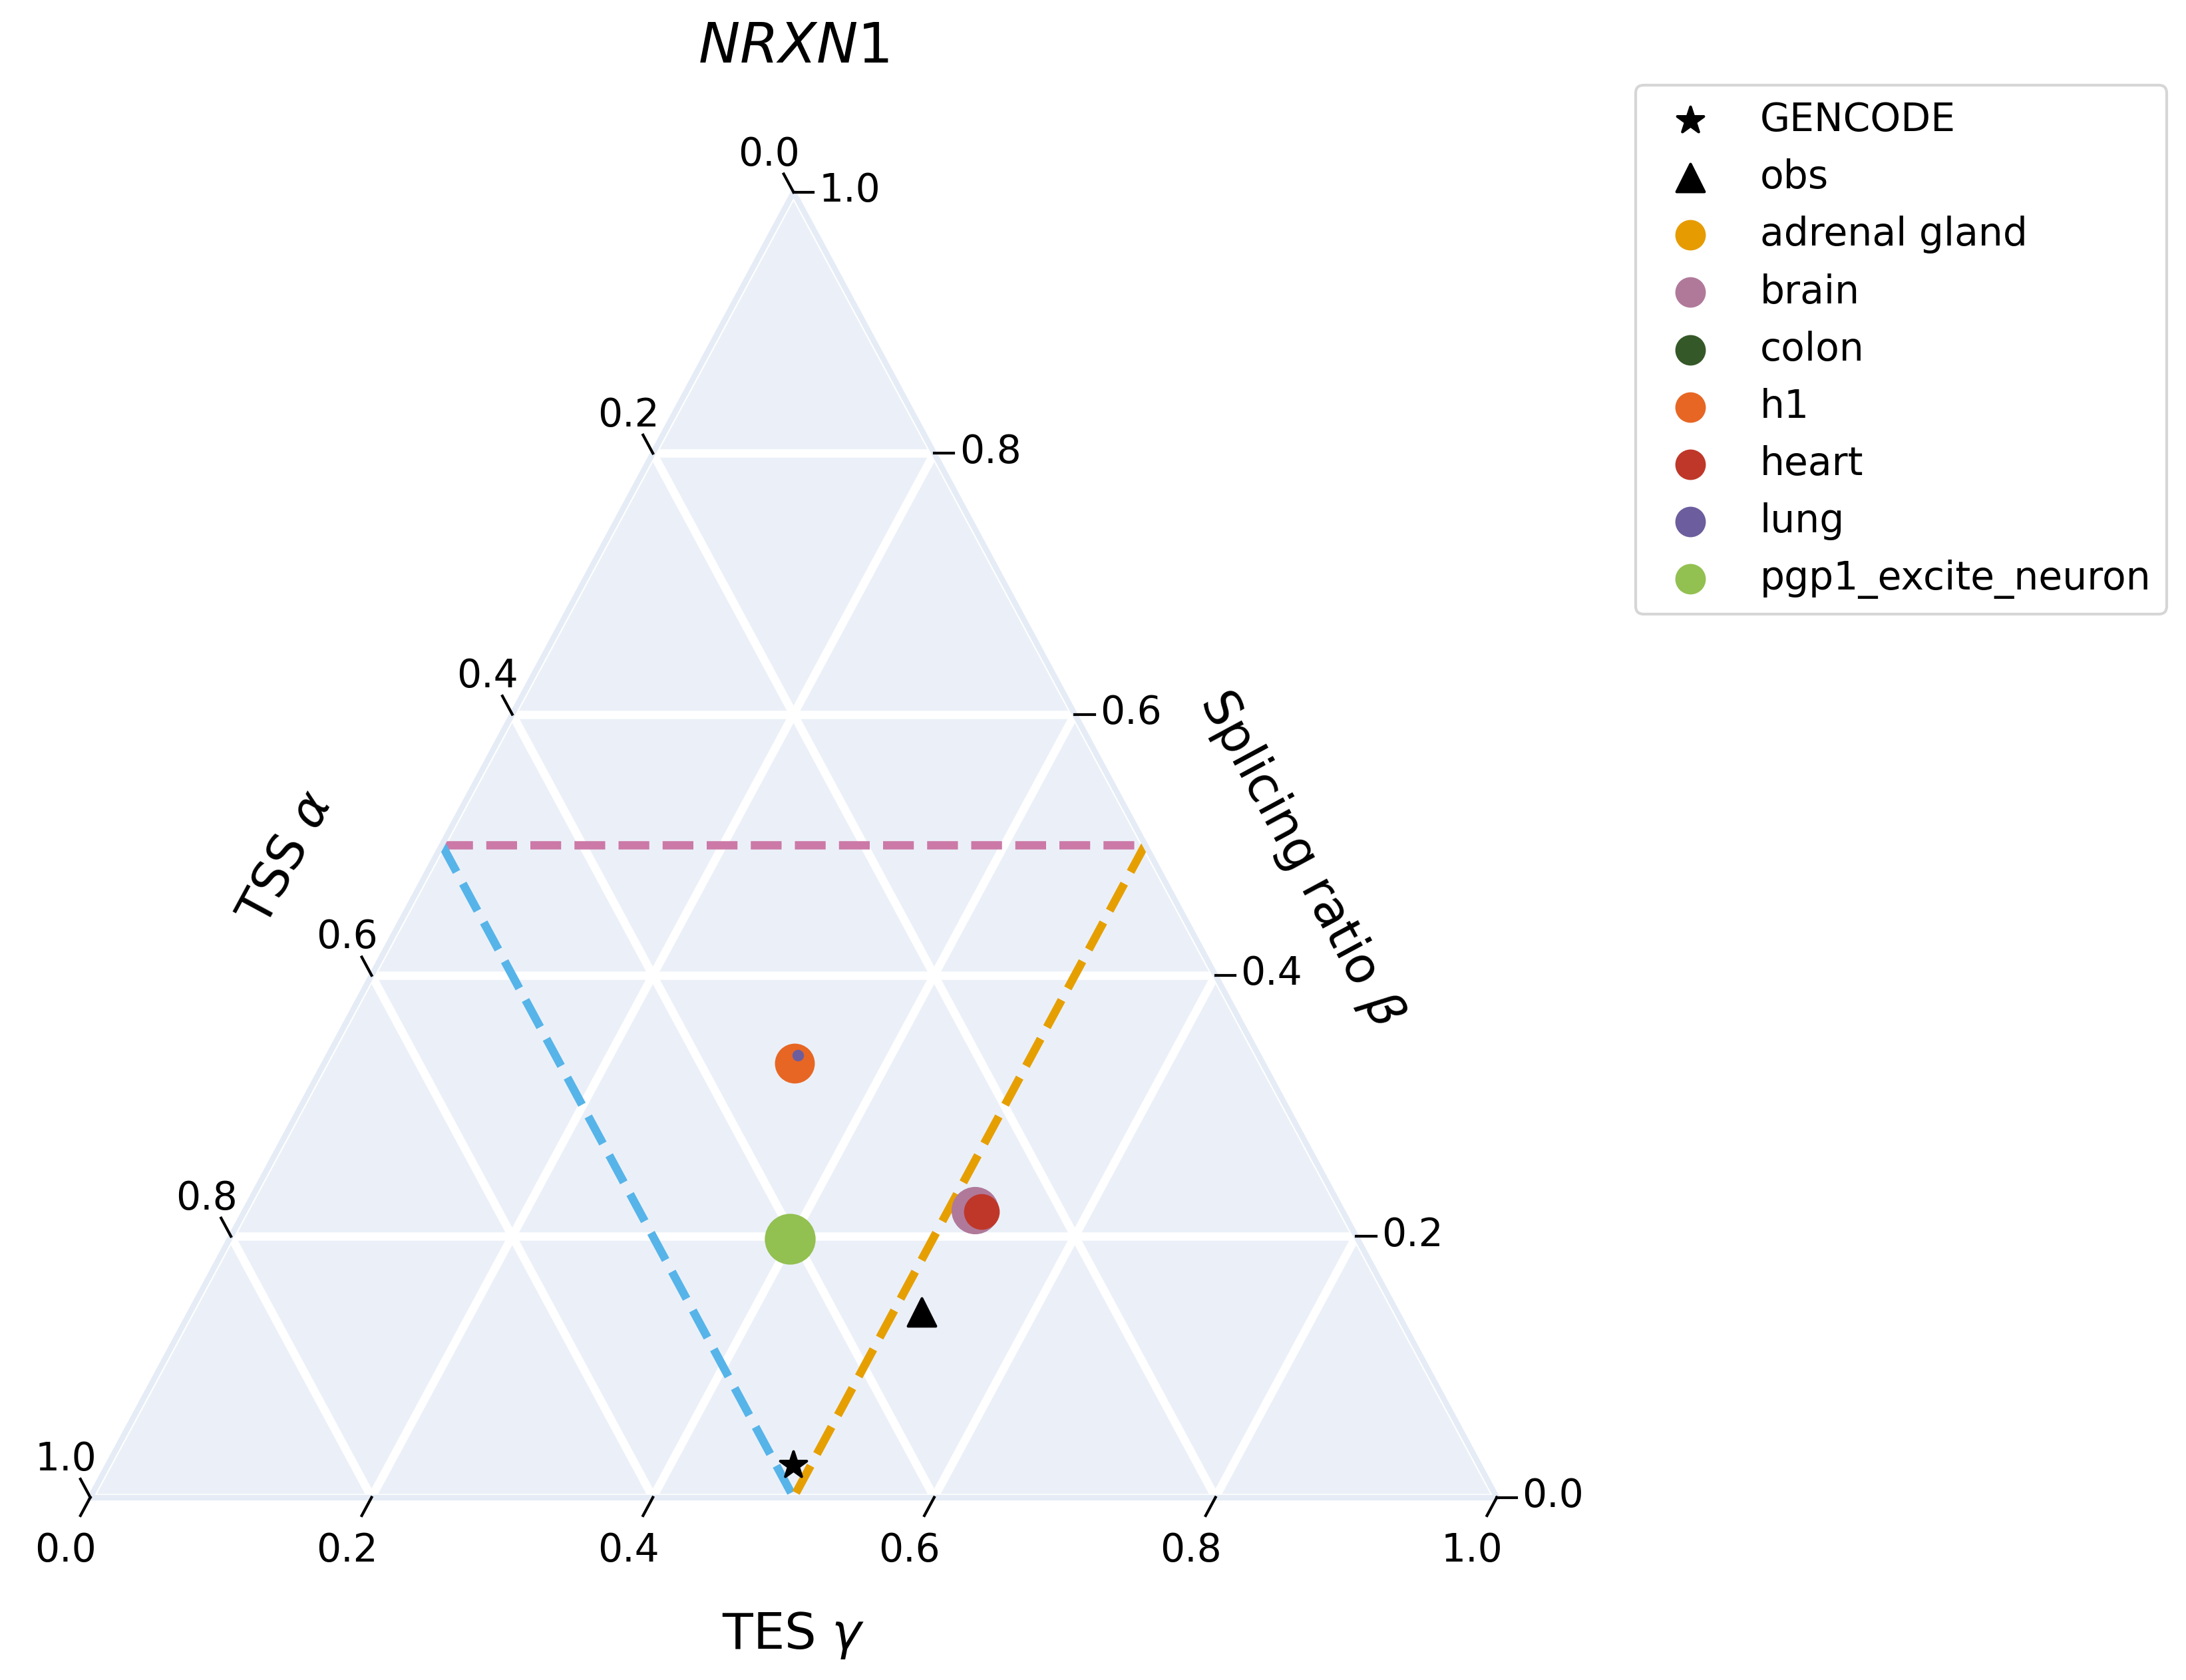 NRXN1
GENCODE
obs
adrenal gland
brain
colon
h1
heart
lung
pgp1_excite_neuron
0.0
1.0
0.2
0.8
0.4
0.6
Splicing ratio β
TSS α
0.6
0.4
0.8
0.2
1.0
0.0
0.0
0.2
0.4
0.6
0.8
1.0
TES γ